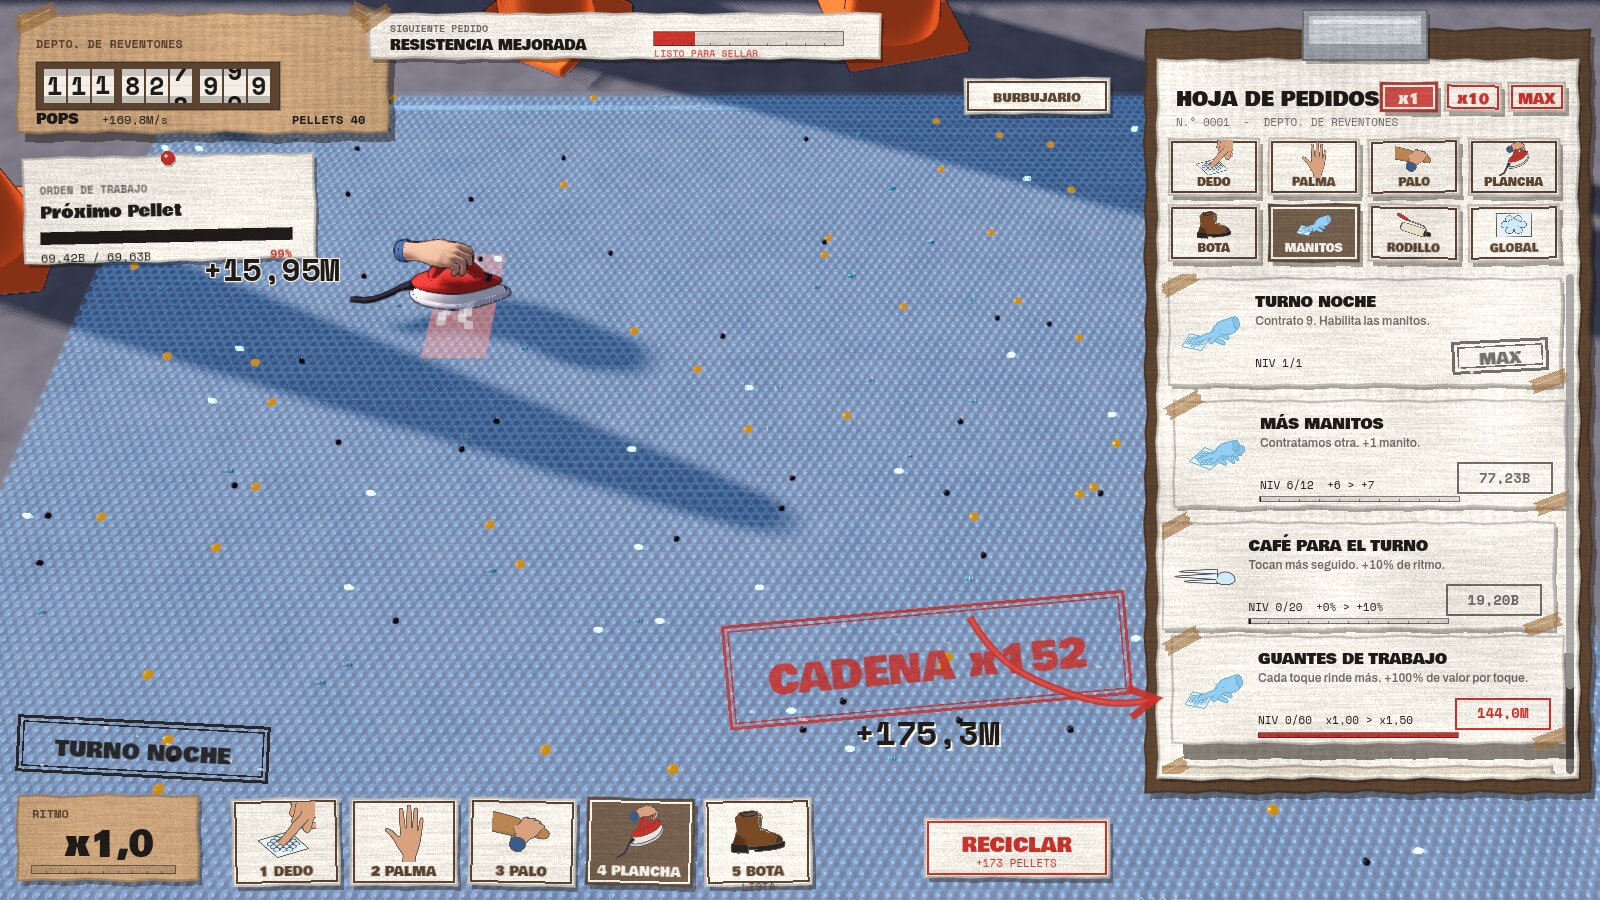 DEPTO. DE REVENTONES
POPS +169,8M/s PELLETS 40
SIGUIENTE PEDIDO
RESISTENCIA MEJORADA
LISTO PARA SELLAR
BURBUJARIO
ORDEN DE TRABAJO
Próximo Pellet
99%
69.42B / 69.63B
+15,95M
HOJA DE PEDIDOS x1 x10 MAX
N.° 0001 - DEPTO. DE REVENTONES
DEDO PALMA PALO PLANCHA
BOTA MANITOS RODILLO GLOBAL
TURNO NOCHE
Contrato 9. Habilita las manitos.
NIV 1/1 MAX
MÁS MANITOS
Contratamos otra. +1 manito.
NIV 6/12 +6 > +7 77,23B
CAFÉ PARA EL TURNO
Tocan más seguido. +10% de ritmo.
NIV 0/20 +0% > +10% 19,20B
GUANTES DE TRABAJO
Cada toque rinde más. +100% de valor por toque.
NIV 0/60 x1,00 > x1,50 144,0M
CADENA x152
+175,3M
TURNO NOCHE
RITMO
x1,0
1 DEDO 2 PALMA 3 PALO 4 PLANCHA 5 BOTA
LISTA
RECICLAR
+173 PELLETS